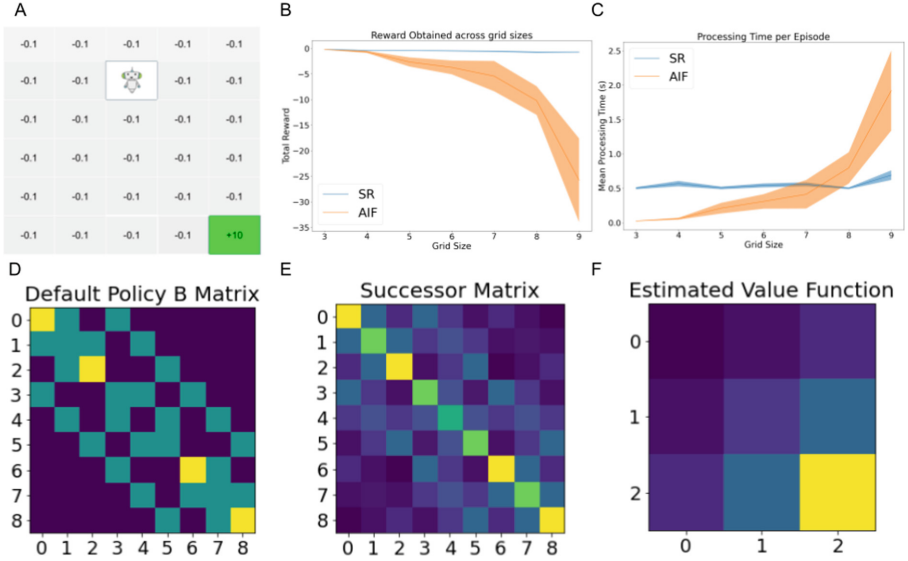 A
-0.1 -0.1 -0.1 -0.1 -0.1
-0.1 -0.1 -0.1 -0.1
-0.1 -0.1 -0.1 -0.1 -0.1
-0.1 -0.1 -0.1 -0.1 -0.1
-0.1 -0.1 -0.1 -0.1 -0.1
-0.1 -0.1 -0.1 -0.1 +10
B
Reward Obtained across grid sizes
Total Reward
0
−5
−10
−15
−20
−25
−30
−35
SR
AIF
3 4 5 6 7 8 9
Grid Size
C
Processing Time per Episode
Mean Processing Time (s)
2.5
2.0
1.5
1.0
0.5
0.0
SR
AIF
3 4 5 6 7 8 9
Grid Size
D
Default Policy B Matrix
0
1
2
3
4
5
6
7
8
0 1 2 3 4 5 6 7 8
E
Successor Matrix
0
1
2
3
4
5
6
7
8
0 1 2 3 4 5 6 7 8
F
Estimated Value Function
0
1
2
0 1 2